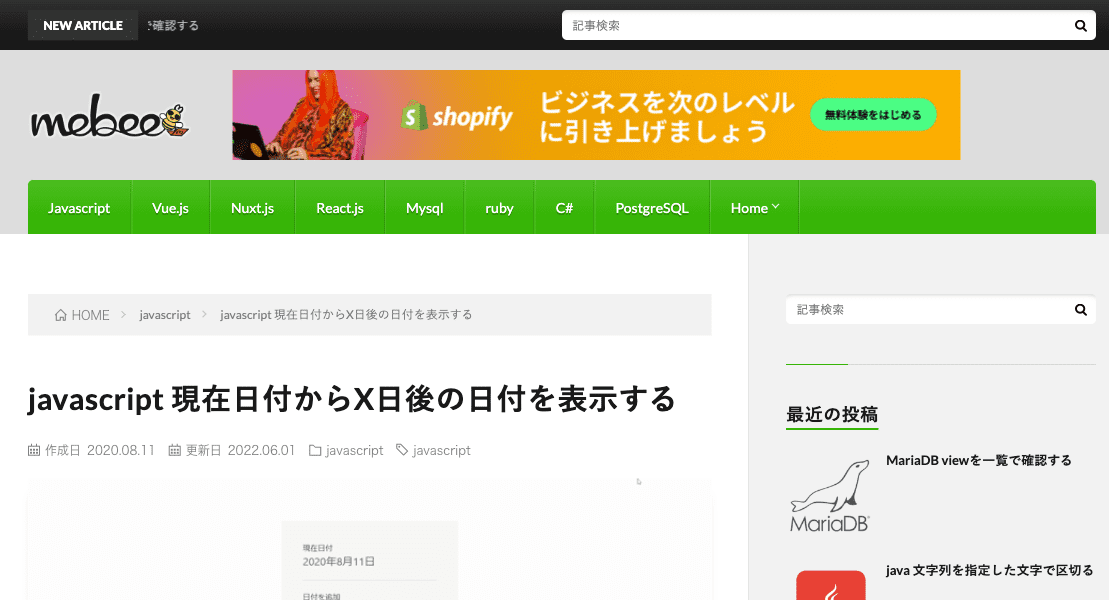 NEW ARTICLE
で確認する
記事検索
mebee
shopify
ビジネスを次のレベル
に引き上げましょう
無料体験をはじめる
Javascript
Vue.js
Nuxt.js
React.js
Mysql
ruby
C#
PostgreSQL
Home
HOME
javascript
javascript 現在日付からX日後の日付を表示する
javascript 現在日付からX日後の日付を表示する
作成日 2020.08.11 更新日 2022.06.01 javascript javascript
現在日付
2020年8月11日
日付を追加
記事検索
最近の投稿
MariaDB viewを一覧で確認する
MariaDB
java 文字列を指定した文字で区切る